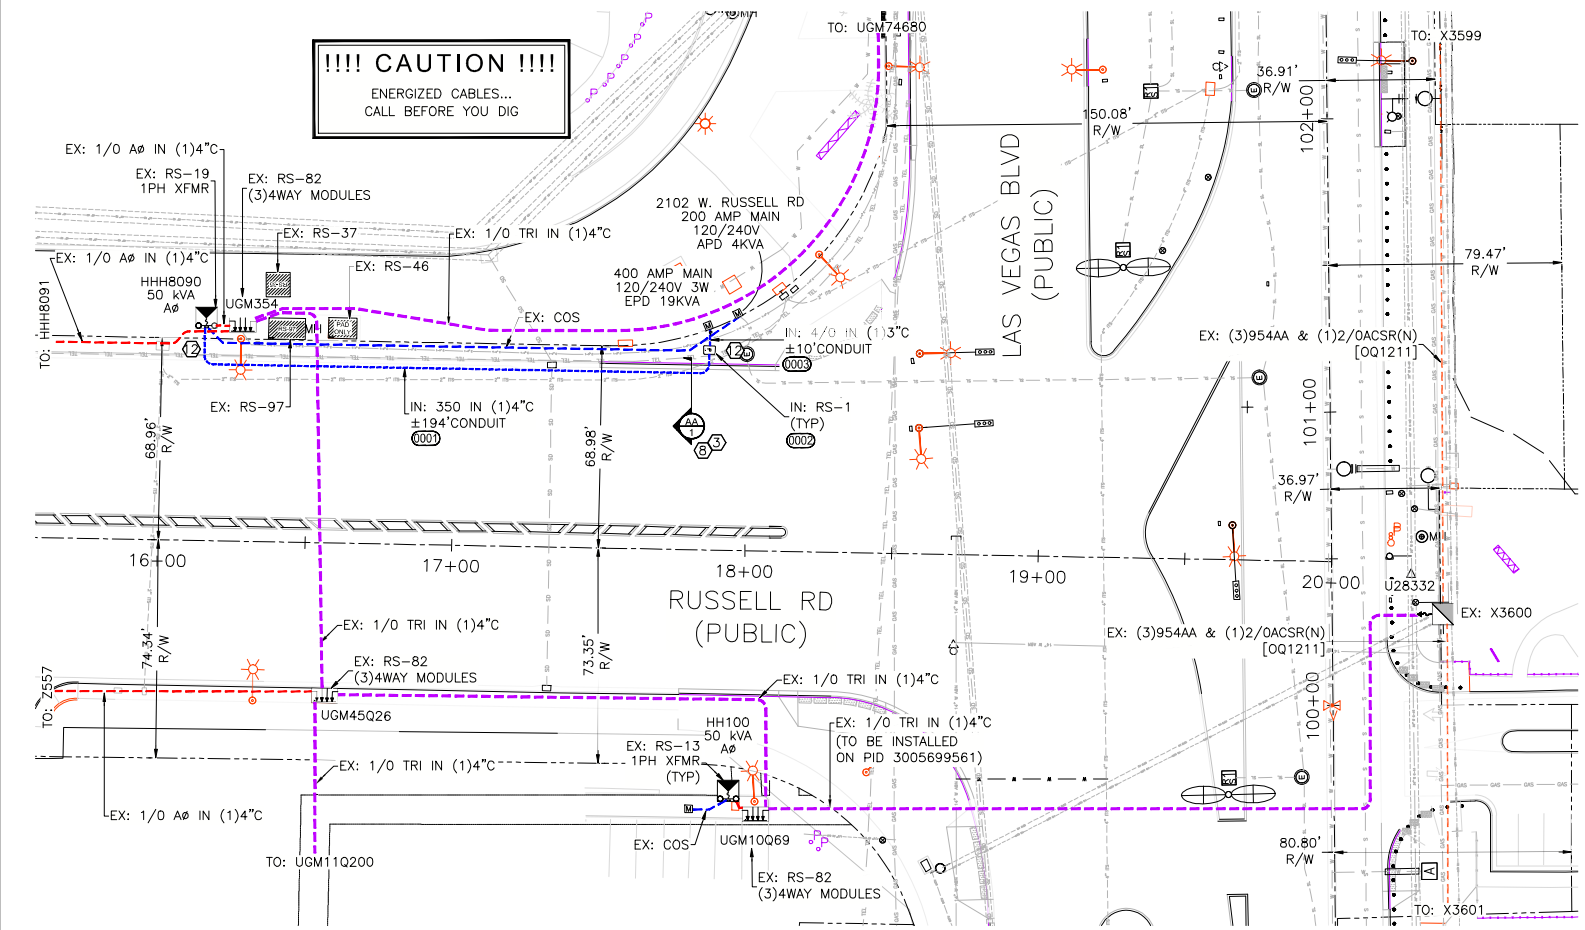 !!!! CAUTION !!!!
ENERGIZED CABLES...
CALL BEFORE YOU DIG
TO: UGM74680
TO: X3599
36.91'
R/W
150.08'
R/W
102+00
LAS VEGAS BLVD
(PUBLIC)
EX: 1/0 AØ IN (1)4"C
EX: RS-19
1PH XFMR
EX: RS-82
(3)4WAY MODULES
EX: RS-37
EX: 1/0 TRI IN (1)4"C
2102 W. RUSSELL RD
200 AMP MAIN
120/240V
APD 4KVA
79.47'
R/W
EX: 1/0 AØ IN (1)4"C
EX: RS-46
400 AMP MAIN
120/240V 3W
EPD 19KVA
HHH8090
50 kVA
AØ
UGM354
PAD
ONLY
EX: COS
TO: HHH8091
IN: 4/0 IN (1)3"C
±10'CONDUIT
0003
12
12
EX: (3)954AA & (1)2/0ACSR(N)
[OQ1211]
EX: RS-97
IN: 350 IN (1)4"C
±194'CONDUIT
0001
AA
1
8
3
IN: RS-1
(TYP)
0002
68.96'
R/W
68.98'
R/W
101+00
36.97'
R/W
16+00
17+00
18+00
19+00
20+00
RUSSELL RD
(PUBLIC)
U28332
EX: X3600
EX: (3)954AA & (1)2/0ACSR(N)
[OQ1211]
EX: 1/0 TRI IN (1)4"C
74.34'
R/W
73.35'
R/W
EX: RS-82
(3)4WAY MODULES
TO: Z557
UGM45Q26
EX: 1/0 TRI IN (1)4"C
100+00
HH100
50 kVA
AØ
EX: 1/0 TRI IN (1)4"C
(TO BE INSTALLED
ON PID 3005699561)
EX: RS-13
1PH XFMR
(TYP)
EX: 1/0 TRI IN (1)4"C
EX: 1/0 AØ IN (1)4"C
EX: COS
UGM10Q69
TO: UGM11Q200
EX: RS-82
(3)4WAY MODULES
80.80'
R/W
A
TO: X3601